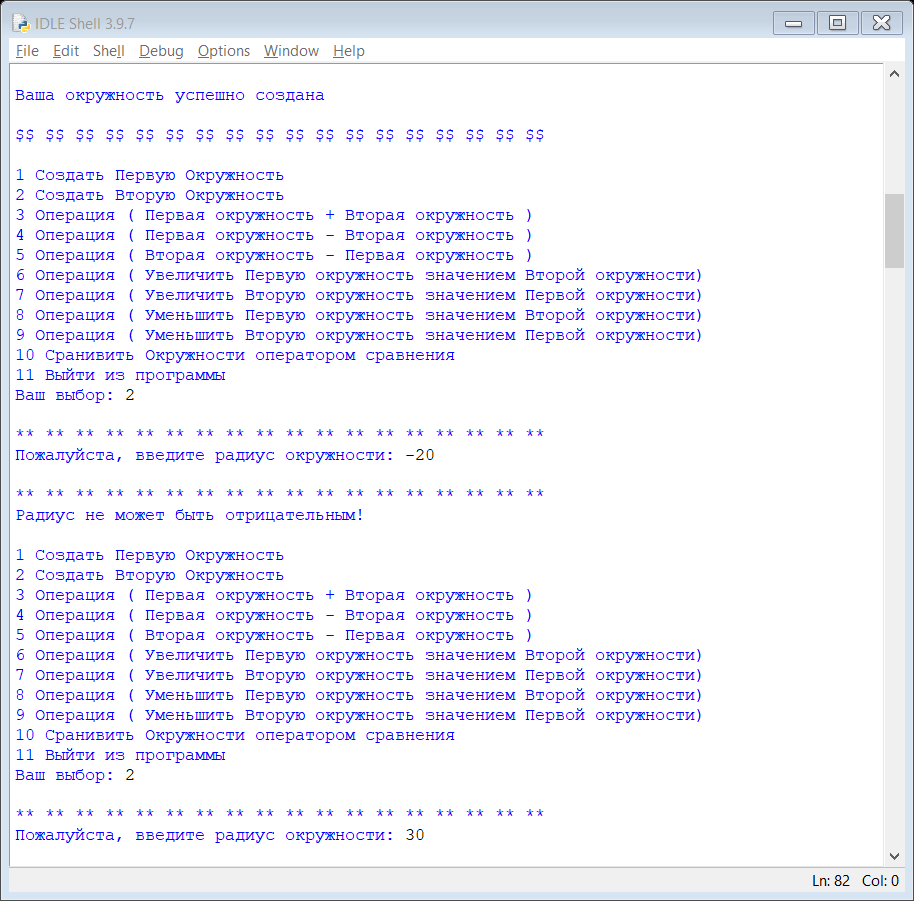 IDLE Shell 3.9.7
File Edit Shell Debug Options Window Help
Ваша окружность успешно создана
$$ $$ $$ $$ $$ $$ $$ $$ $$ $$ $$ $$ $$ $$ $$ $$ $$ $$
1 Создать Первую Окружность
2 Создать Вторую Окружность
3 Операция ( Первая окружность + Вторая окружность )
4 Операция ( Первая окружность - Вторая окружность )
5 Операция ( Вторая окружность - Первая окружность )
6 Операция ( Увеличить Первую окружность значением Второй окружности)
7 Операция ( Увеличить Вторую окружность значением Первой окружности)
8 Операция ( Уменьшить Первую окружность значением Второй окружности)
9 Операция ( Уменьшить Вторую окружность значением Первой окружности)
10 Сранивить Окружности оператором сравнения
11 Выйти из программы
Ваш выбор: 2
** ** ** ** ** ** ** ** ** ** ** ** ** ** ** ** ** **
Пожалуйста, введите радиус окружности: -20
** ** ** ** ** ** ** ** ** ** ** ** ** ** ** ** ** **
Радиус не может быть отрицательным!
1 Создать Первую Окружность
2 Создать Вторую Окружность
3 Операция ( Первая окружность + Вторая окружность )
4 Операция ( Первая окружность - Вторая окружность )
5 Операция ( Вторая окружность - Первая окружность )
6 Операция ( Увеличить Первую окружность значением Второй окружности)
7 Операция ( Увеличить Вторую окружность значением Первой окружности)
8 Операция ( Уменьшить Первую окружность значением Второй окружности)
9 Операция ( Уменьшить Вторую окружность значением Первой окружности)
10 Сранивить Окружности оператором сравнения
11 Выйти из программы
Ваш выбор: 2
** ** ** ** ** ** ** ** ** ** ** ** ** ** ** ** ** **
Пожалуйста, введите радиус окружности: 30
Ln: 82 Col: 0